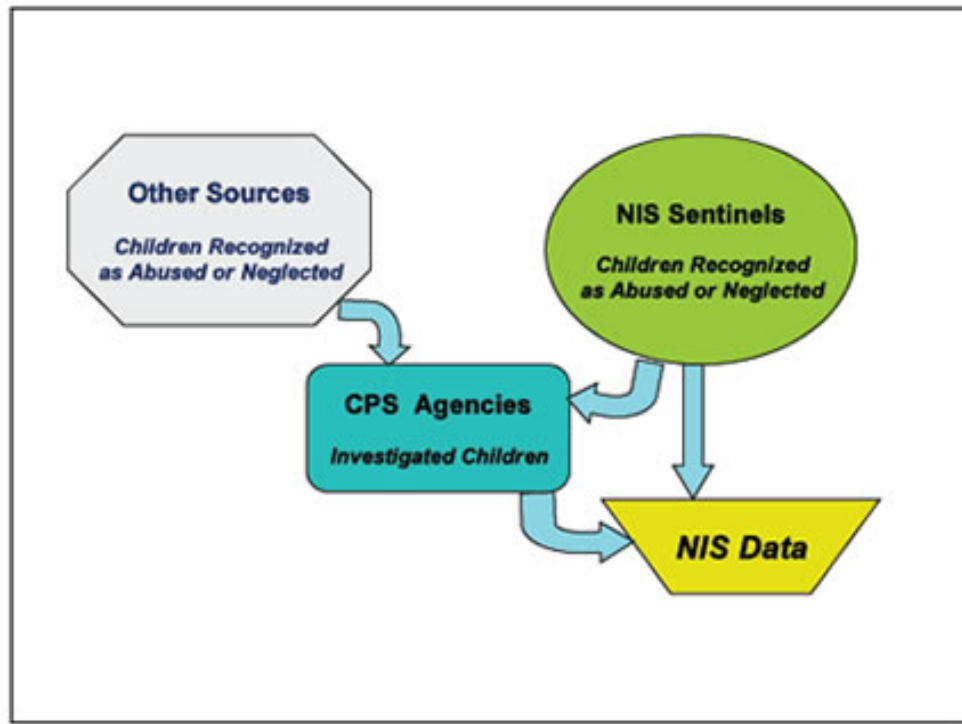 Other Sources
Children Recognized
as Abused or Neglected
NIS Sentinels
Children Recognized
as Abused or Neglected
CPS Agencies
Investigated Children
NIS Data